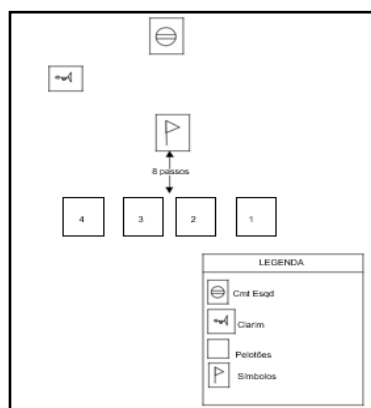 8 passos
4 3 2 1
LEGENDA
Cmt Esqd
Clarim
Pelotões
Símbolos